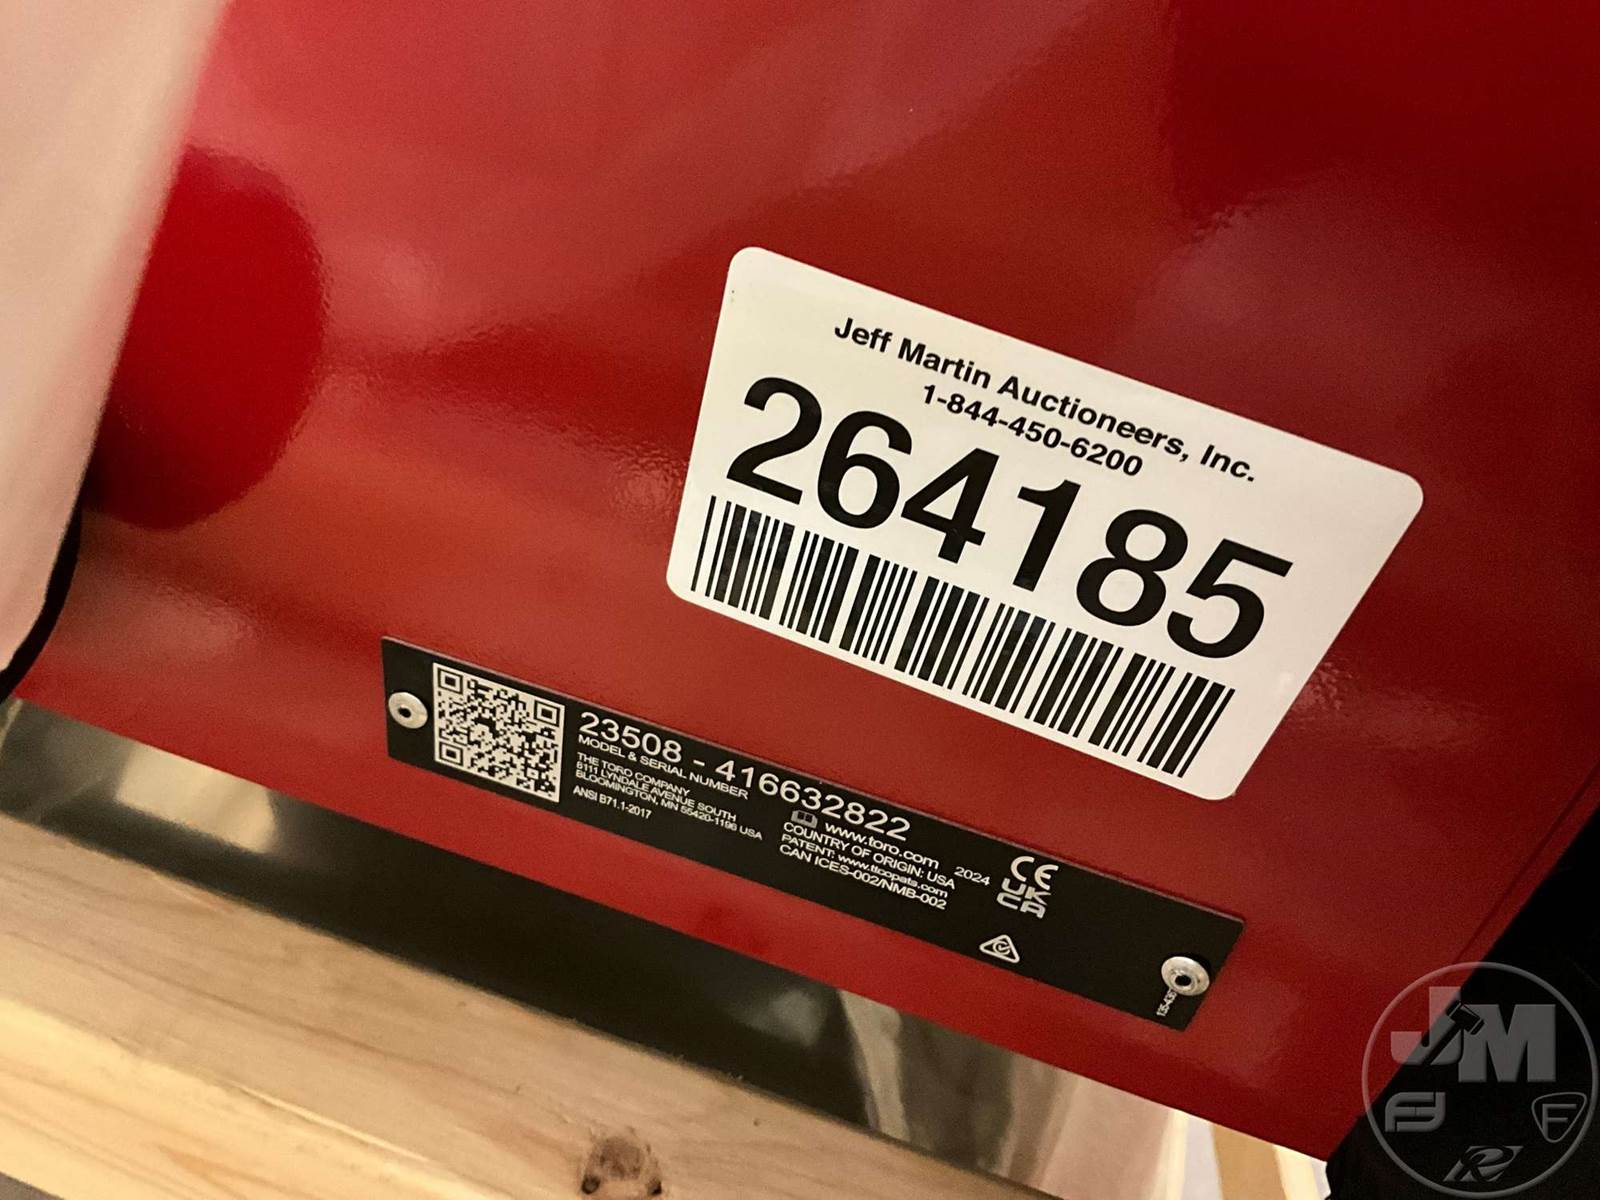 Jeff Martin Auctioneers, Inc.
1-844-450-6200
264185
23508 - 416632822
MODEL & SERIAL NUMBER
THE TORO COMPANY
8111 LYNDALE AVENUE SOUTH
BLOOMINGTON, MN 55420-1196 USA
ANSI B71.1-2017
www.toro.com
COUNTRY OF ORIGIN: USA
2024
PATENT: www.ttcopats.com
CAN ICES-002/NMB-002
CE
UK
CA
JM
F